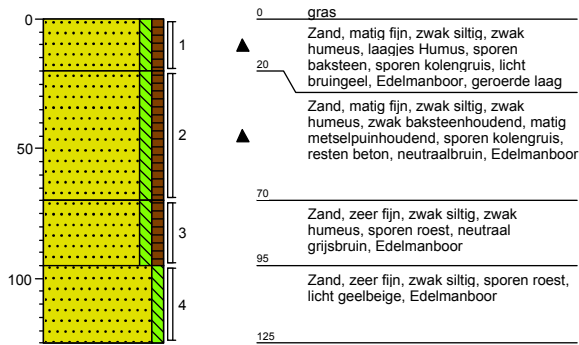 0
50
100
1
2
3
4
0 gras
Zand, matig fijn, zwak siltig, zwak
humeus, laagjes Humus, sporen
baksteen, sporen kolengruis, licht
bruingeel, Edelmanboor, geroerde laag
20
Zand, matig fijn, zwak siltig, zwak
humeus, zwak baksteenhoudend, matig
metselpuinhoudend, sporen kolengruis,
resten beton, neutraalbruin, Edelmanboor
70
Zand, zeer fijn, zwak siltig, zwak
humeus, sporen roest, neutraal
grijsbruin, Edelmanboor
95
Zand, zeer fijn, zwak siltig, sporen roest,
licht geelbeige, Edelmanboor
125